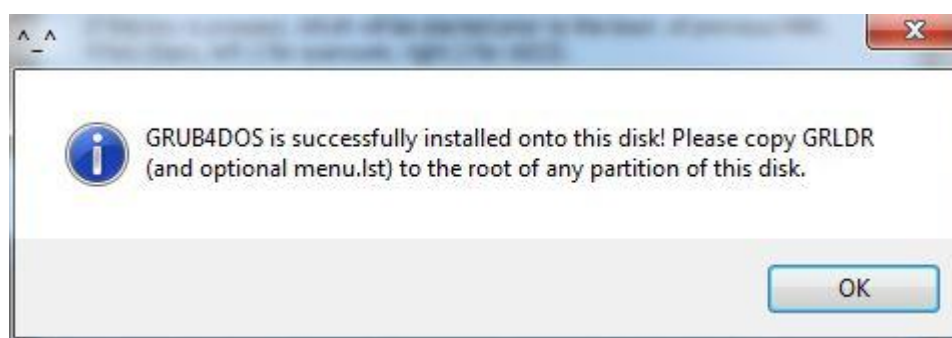 ^_^
GRUB4DOS is successfully installed onto this disk! Please copy GRLDR
(and optional menu.lst) to the root of any partition of this disk.
OK